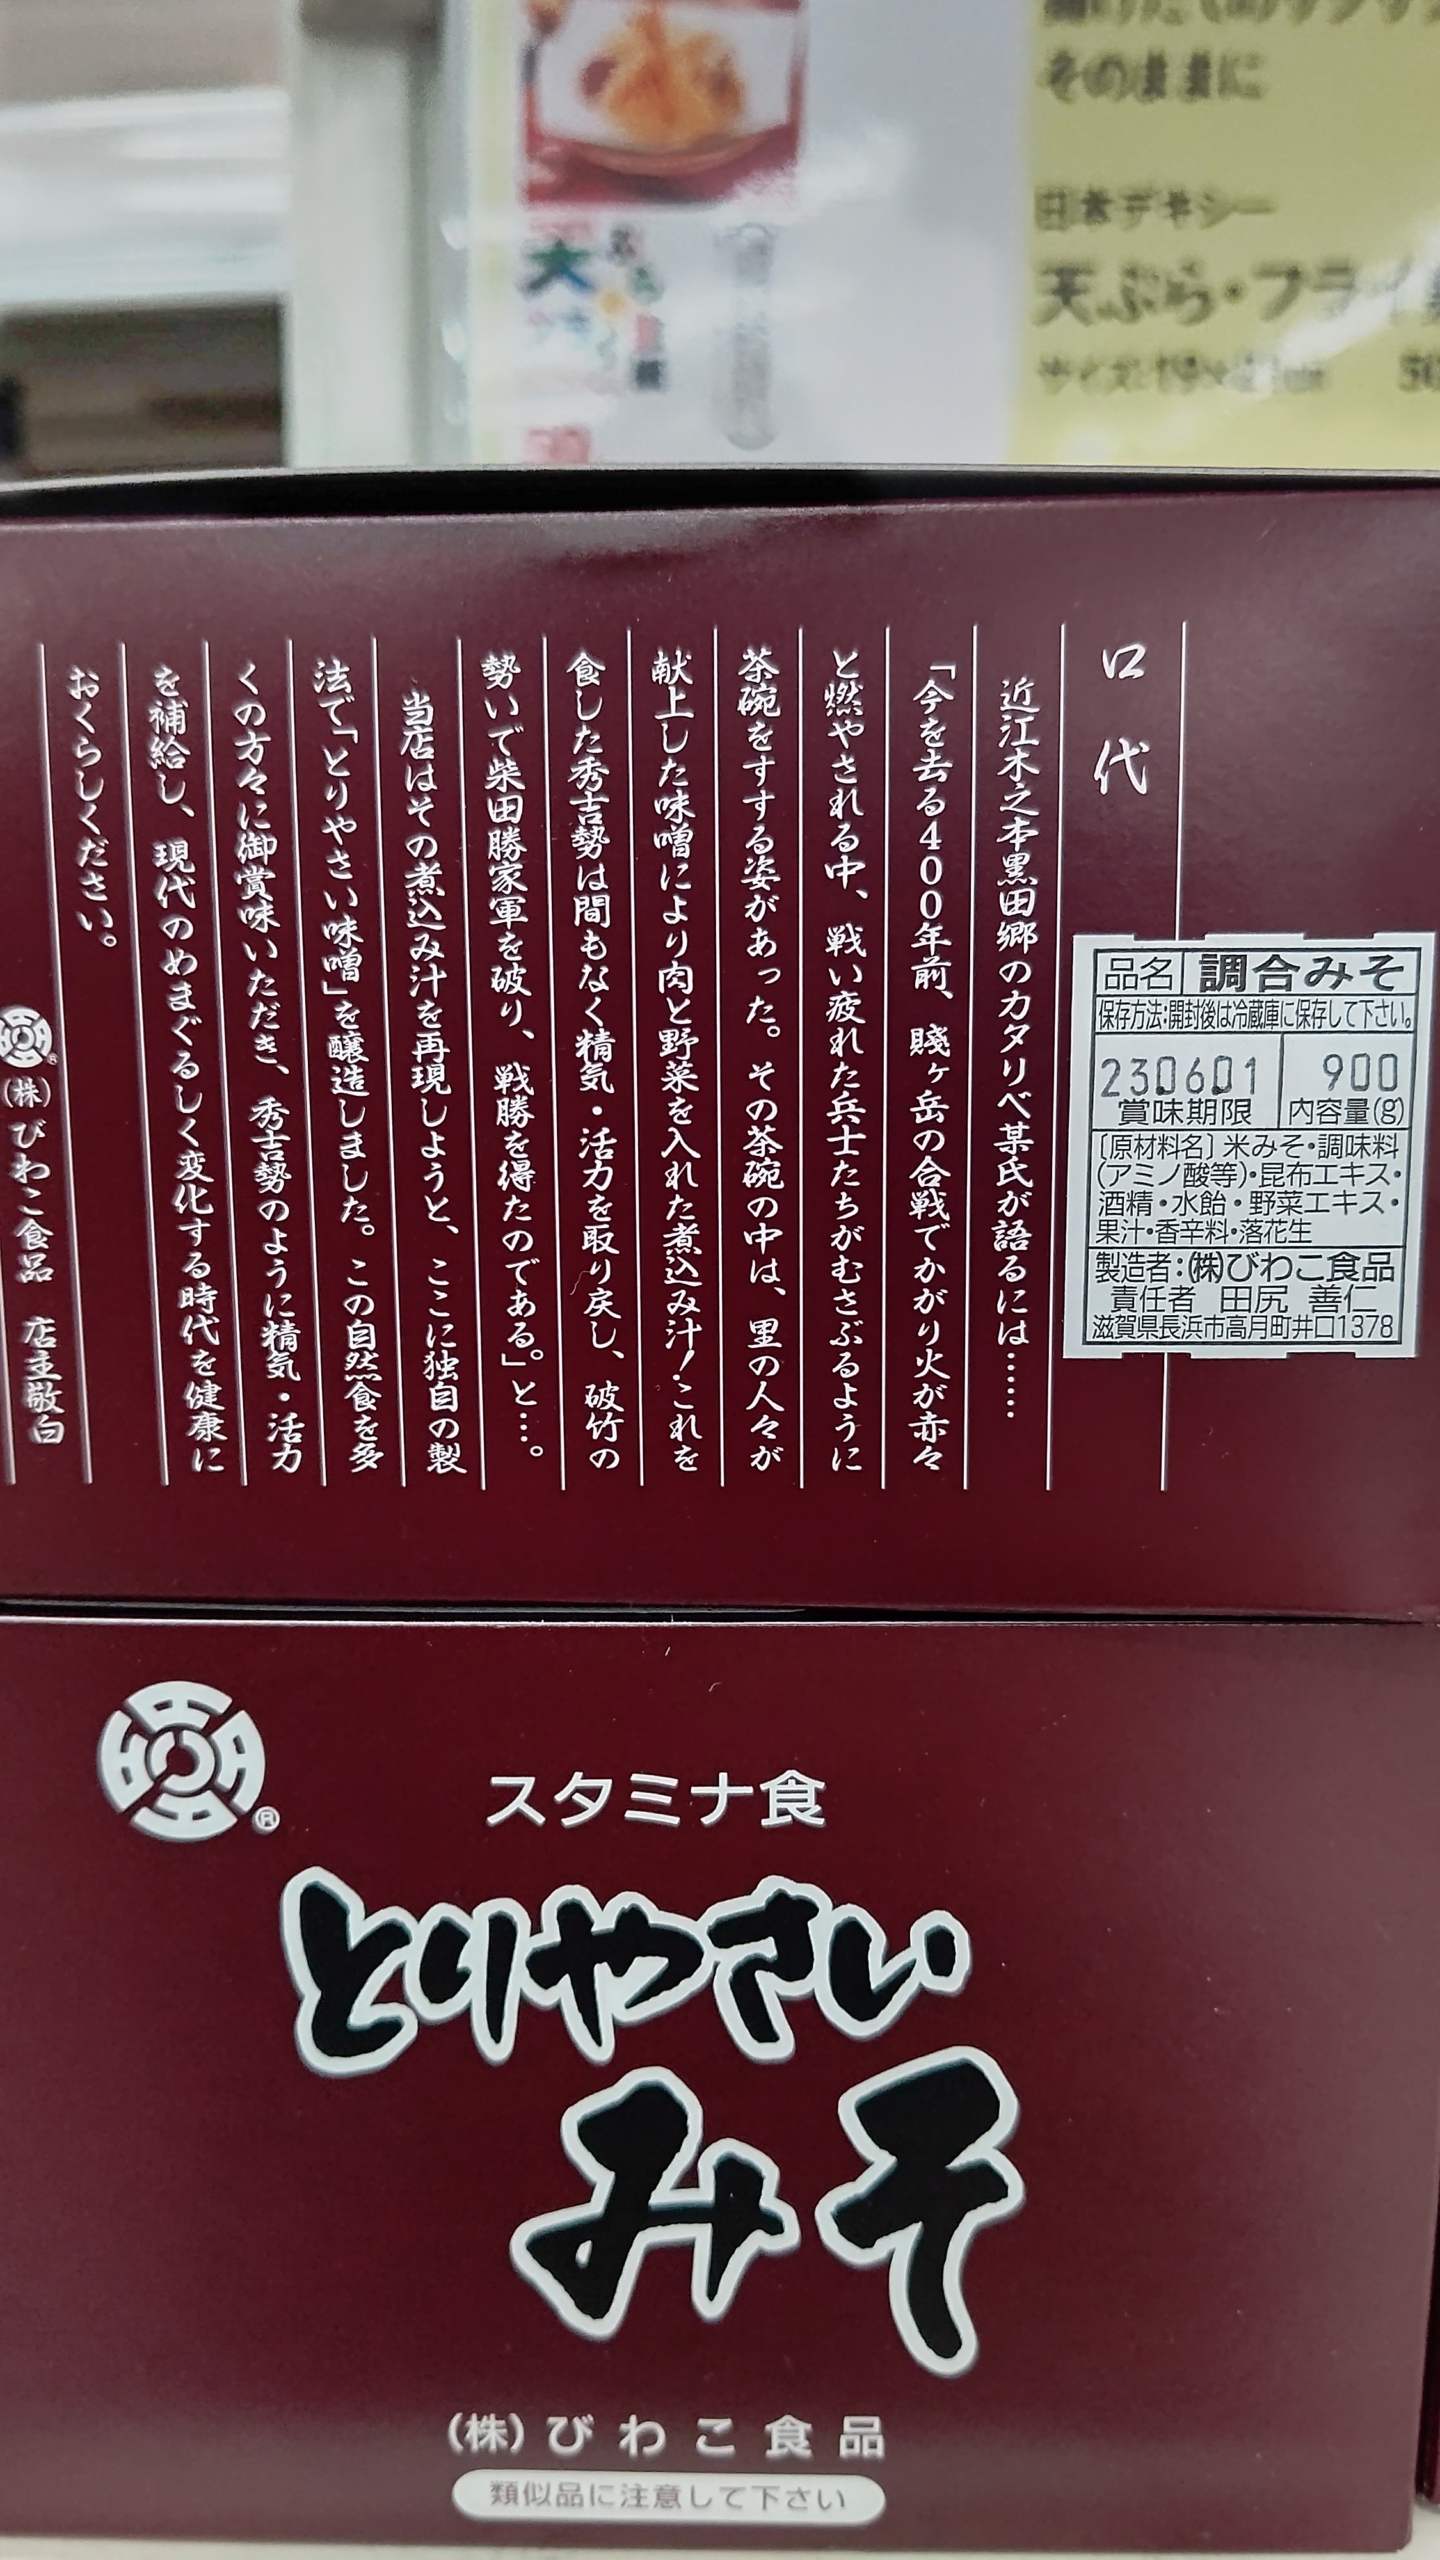 そのままに
日本デキシー
天ぷら・フライ
口代
近江木之本黒田郷のカタリベ某氏が語るには……
「今を去る400年前、賤ヶ岳の合戦でかがり火が赤々
と燃やされる中、戦い疲れた兵士たちがむさぶるように
茶碗をすする姿があった。その茶碗の中は、里の人々が
献上した味噌により肉と野菜を入れた煮込み汁!これを
食した秀吉勢は間もなく精気・活力を取り戻し、破竹の
勢いで柴田勝家軍を破り、戦勝を得たのである。」と…。
当店はその煮込み汁を再現しようと、ここに独自の製
法で「とりやさい味噌」を醸造しました。この自然食を多
くの方々に御賞味いただき、秀吉勢のように精気・活力
を補給し、現代のめまぐるしく変化する時代を健康に
おくらしください。
®(株)びわこ食品 店主敬白
品名 調合みそ
保存方法:開封後は冷蔵庫に保存して下さい。
230601 900
賞味期限 内容量(g)
〔原材料名〕米みそ・調味料
(アミノ酸等)・昆布エキス・
酒精・水飴・野菜エキス・
果汁・香辛料・落花生
製造者:(株)びわこ食品
責任者 田尻 善仁
滋賀県長浜市高月町井口1378
®
スタミナ食
とりやさい
みそ
(株)びわこ食品
類似品に注意して下さい